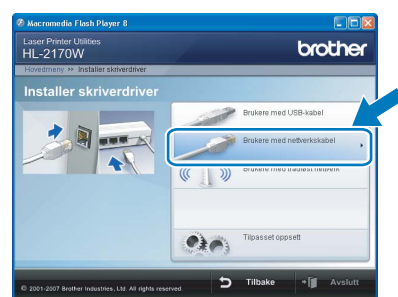 Macromedia Flash Player 8
Laser Printer Utilities
HL-2170W
brother
Hovedmeny >> Installer skriverdriver
Installer skriverdriver
Brukere med USB-kabel
Brukere med nettverkskabel
Brukere med trådløst nettverk
Tilpasset oppsett
© 2001-2007 Brother Industries, Ltd. All rights reserved.
Tilbake
Avslutt